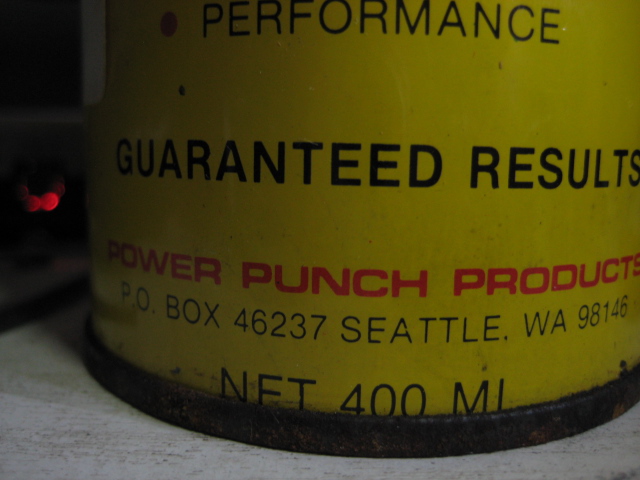 • PERFORMANCE
GUARANTEED RESULTS
POWER PUNCH PRODUCTS
P.O. BOX 46237 SEATTLE, WA 98146
NET 400 ML